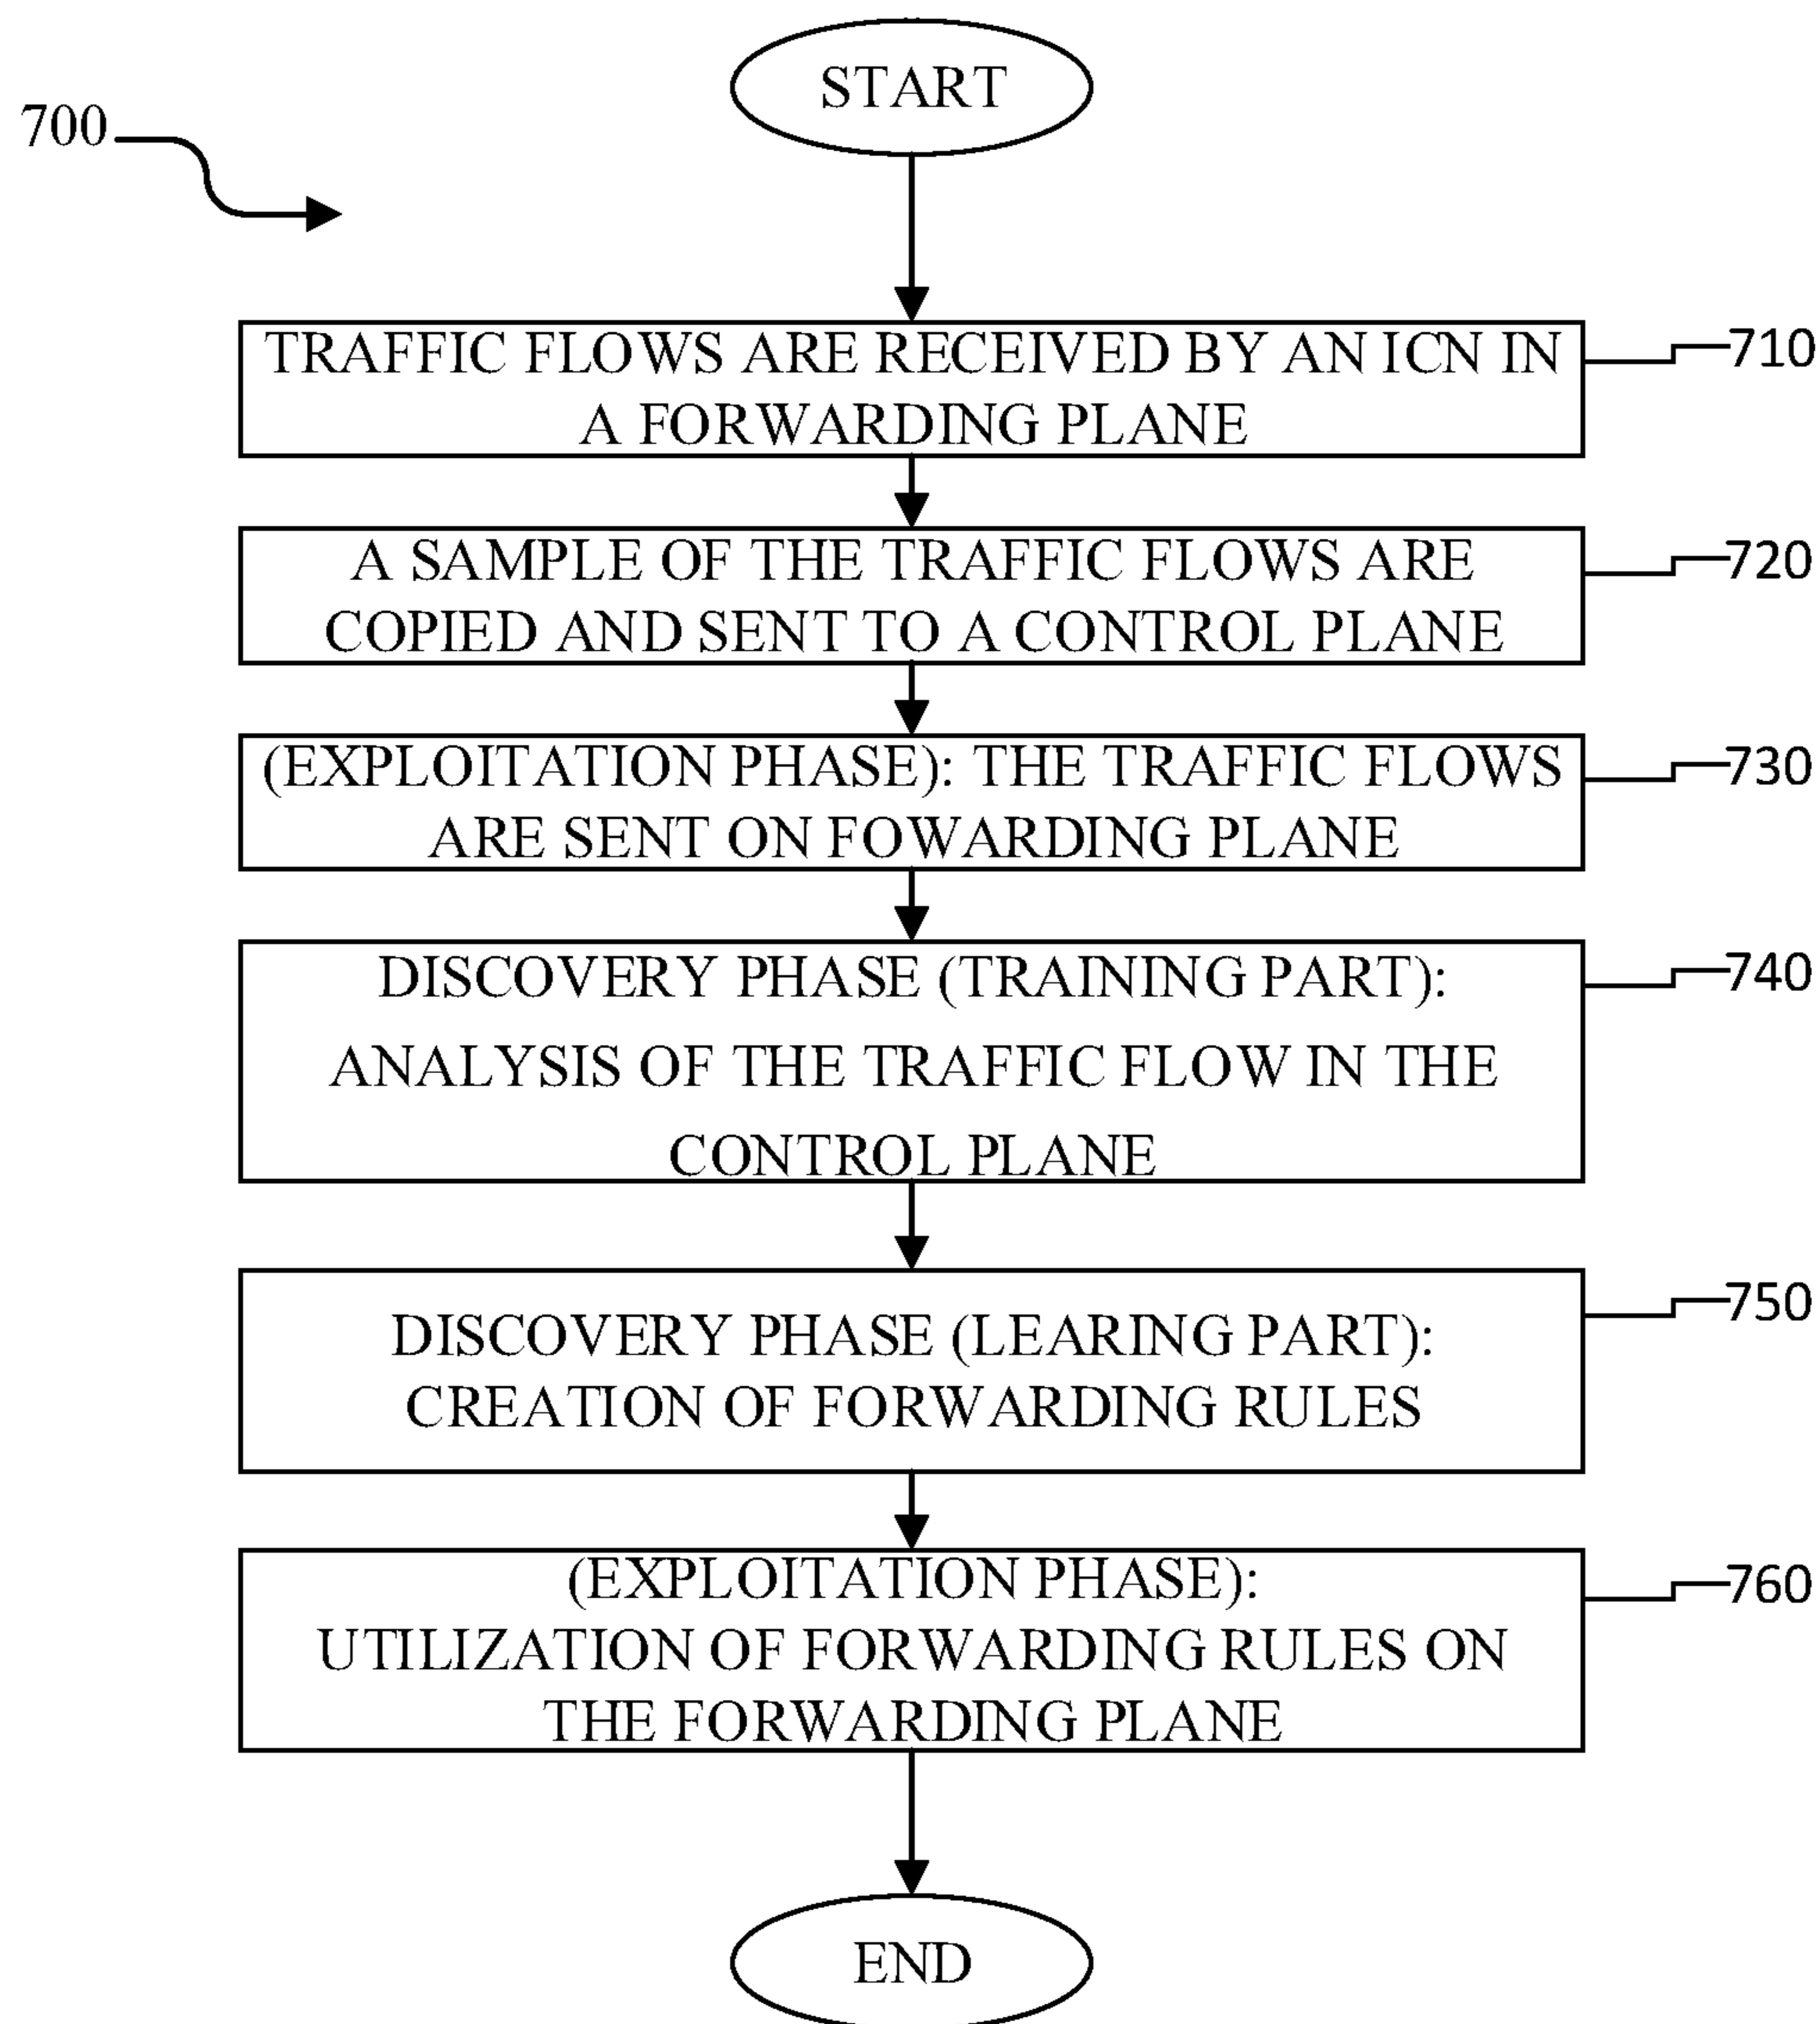 START
700
TRAFFIC FLOWS ARE RECEIVED BY AN ICN IN
A FORWARDING PLANE
710
A SAMPLE OF THE TRAFFIC FLOWS ARE
COPIED AND SENT TO A CONTROL PLANE
720
(EXPLOITATION PHASE): THE TRAFFIC FLOWS
ARE SENT ON FOWARDING PLANE
730
DISCOVERY PHASE (TRAINING PART):
ANALYSIS OF THE TRAFFIC FLOW IN THE
CONTROL PLANE
740
DISCOVERY PHASE (LEARING PART):
CREATION OF FORWARDING RULES
750
(EXPLOITATION PHASE):
UTILIZATION OF FORWARDING RULES ON
THE FORWARDING PLANE
760
END